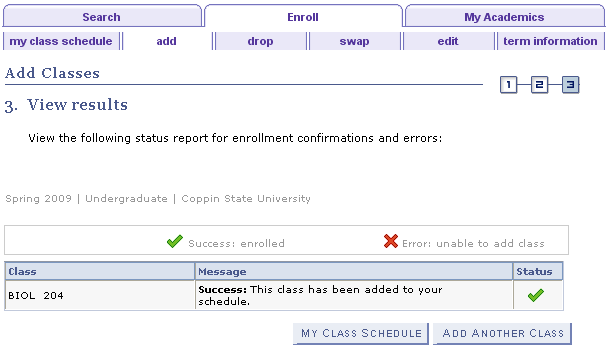 Search Enroll My Academics
my class schedule add drop swap edit term information
Add Classes
1 2 3
3. View results
View the following status report for enrollment confirmations and errors:
Spring 2009 | Undergraduate | Coppin State University
Success: enrolled Error: unable to add class
Class Message Status
BIOL 204 Success: This class has been added to your
schedule.
MY CLASS SCHEDULE ADD ANOTHER CLASS